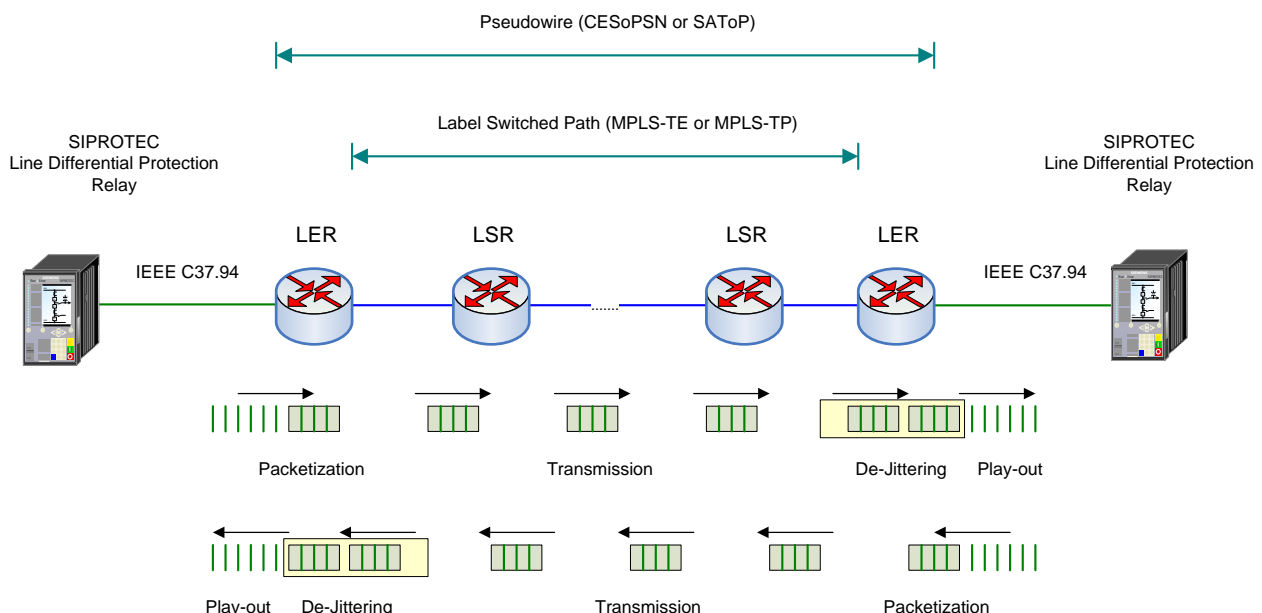 Pseudowire (CESoPSN or SAToP)
Label Switched Path (MPLS-TE or MPLS-TP)
SIPROTEC
Line Differential Protection
Relay
SIPROTEC
Line Differential Protection
Relay
LER
LSR
LSR
LER
IEEE C37.94
IEEE C37.94
........
Packetization
Transmission
De-Jittering
Play-out
Play-out
De-Jittering
Transmission
Packetization